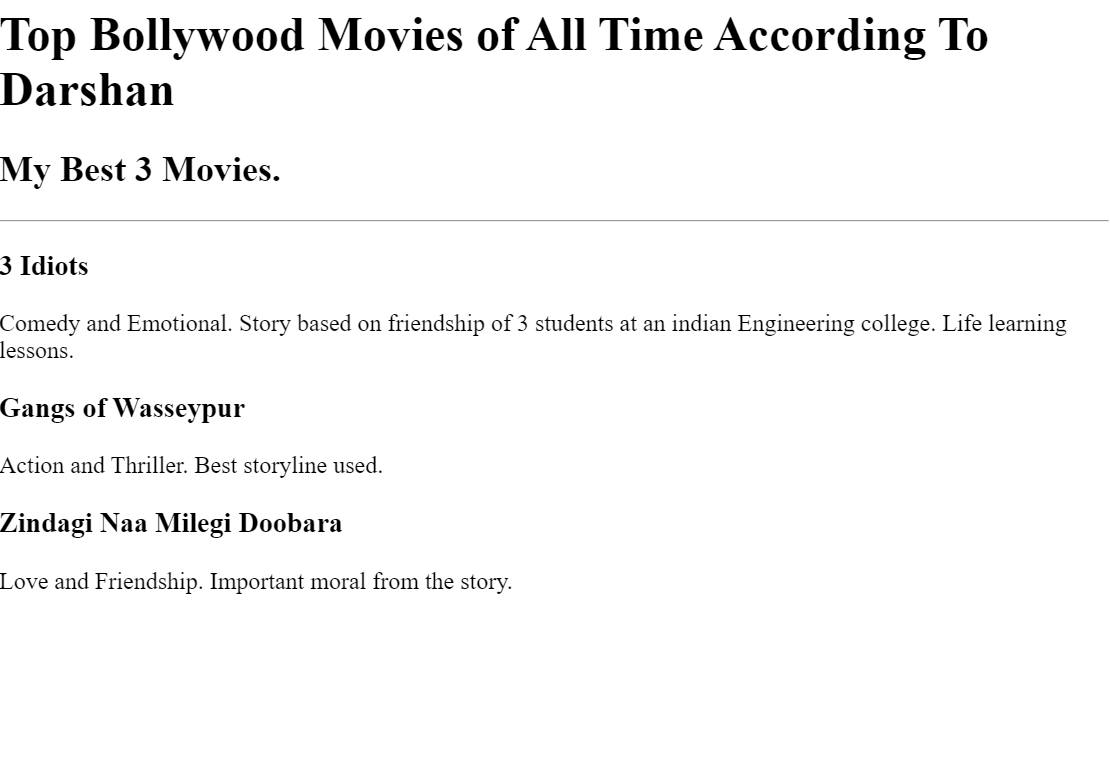 Top Bollywood Movies of All Time According To
Darshan
My Best 3 Movies.
3 Idiots
Comedy and Emotional. Story based on friendship of 3 students at an indian Engineering college. Life learning
lessons.
Gangs of Wasseypur
Action and Thriller. Best storyline used.
Zindagi Naa Milegi Doobara
Love and Friendship. Important moral from the story.